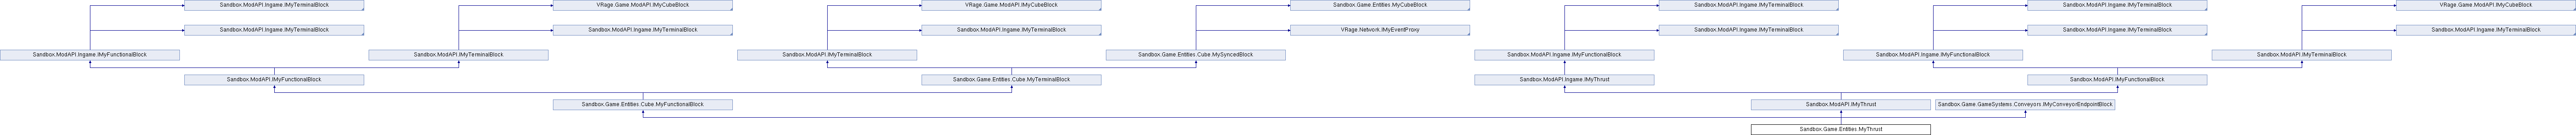 Sandbox.ModAPI.Ingame.IMyTerminalBlock
VRage.Game.ModAPI.IMyCubeBlock
VRage.Game.ModAPI.IMyCubeBlock
Sandbox.Game.Entities.MyCubeBlock
Sandbox.ModAPI.Ingame.IMyTerminalBlock
Sandbox.ModAPI.Ingame.IMyTerminalBlock
VRage.Game.ModAPI.IMyCubeBlock
Sandbox.ModAPI.Ingame.IMyTerminalBlock
Sandbox.ModAPI.Ingame.IMyTerminalBlock
Sandbox.ModAPI.Ingame.IMyTerminalBlock
VRage.Network.IMyEventProxy
Sandbox.ModAPI.Ingame.IMyTerminalBlock
Sandbox.ModAPI.Ingame.IMyTerminalBlock
Sandbox.ModAPI.Ingame.IMyTerminalBlock
Sandbox.ModAPI.Ingame.IMyFunctionalBlock
Sandbox.ModAPI.IMyTerminalBlock
Sandbox.ModAPI.IMyTerminalBlock
Sandbox.Game.Entities.Cube.MySyncedBlock
Sandbox.ModAPI.Ingame.IMyFunctionalBlock
Sandbox.ModAPI.Ingame.IMyFunctionalBlock
Sandbox.ModAPI.IMyTerminalBlock
Sandbox.ModAPI.IMyFunctionalBlock
Sandbox.Game.Entities.Cube.MyTerminalBlock
Sandbox.ModAPI.Ingame.IMyThrust
Sandbox.ModAPI.IMyFunctionalBlock
Sandbox.Game.Entities.Cube.MyFunctionalBlock
Sandbox.ModAPI.IMyThrust
Sandbox.Game.GameSystems.Conveyors.IMyConveyorEndpointBlock
Sandbox.Game.Entities.MyThrust